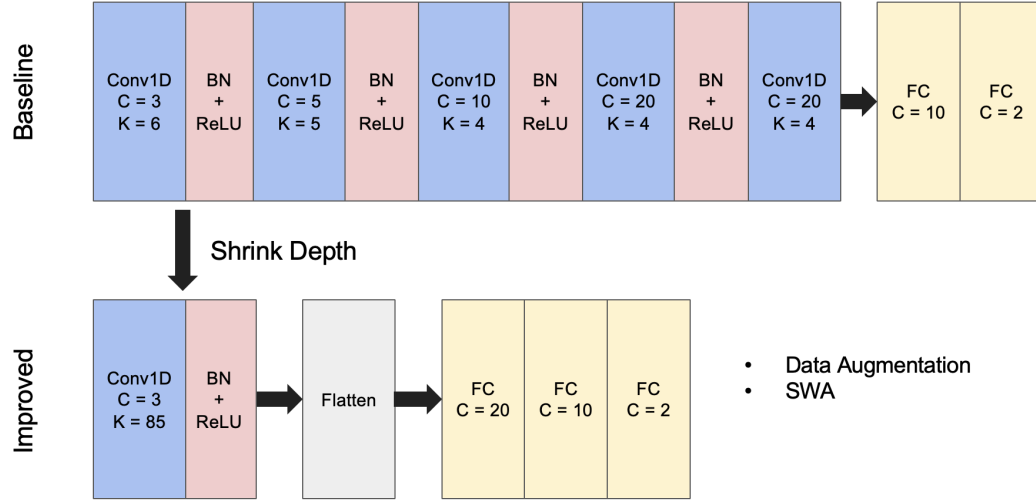 Baseline
Conv1D
C = 3
K = 6
BN
+
ReLU
Conv1D
C = 5
K = 5
BN
+
ReLU
Conv1D
C = 10
K = 4
BN
+
ReLU
Conv1D
C = 20
K = 4
BN
+
ReLU
Conv1D
C = 20
K = 4
FC
C = 10
FC
C = 2
Shrink Depth
Improved
Conv1D
C = 3
K = 85
BN
+
ReLU
Flatten
FC
C = 20
FC
C = 10
FC
C = 2
• Data Augmentation
• SWA